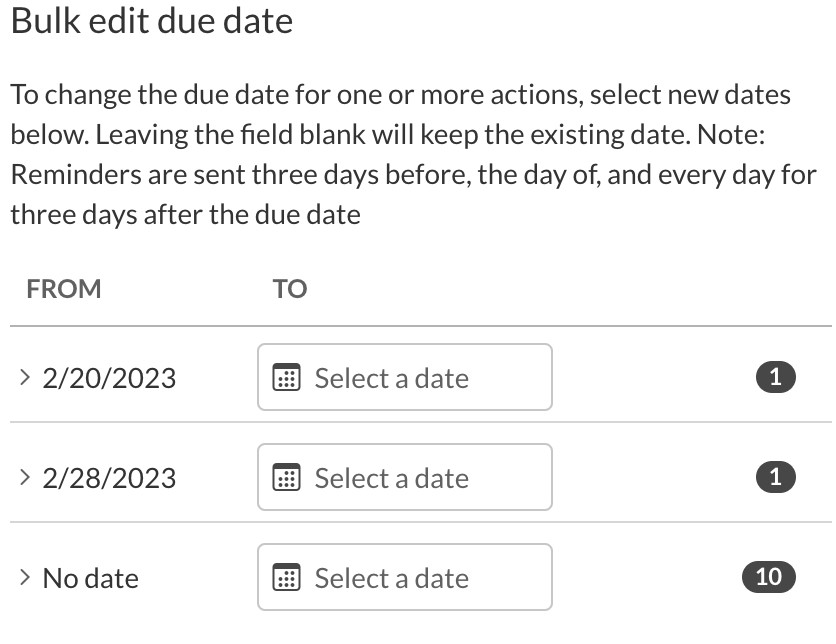 Bulk edit due date
To change the due date for one or more actions, select new dates
below. Leaving the field blank will keep the existing date. Note:
Reminders are sent three days before, the day of, and every day for
three days after the due date
FROM TO
2/20/2023 Select a date 1
2/28/2023 Select a date 1
No date Select a date 10